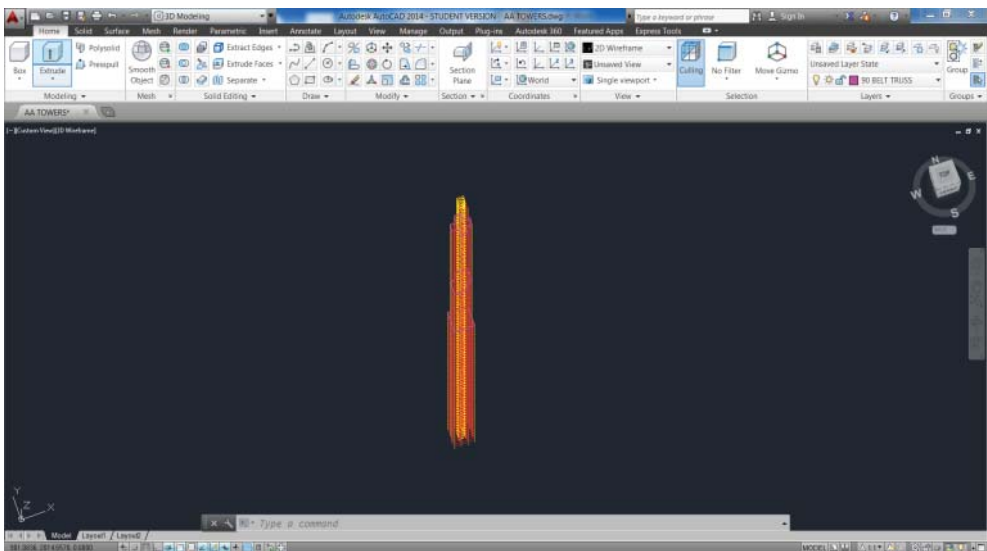 3D Modeling
Autodesk AutoCAD 2014 - STUDENT VERSION AA TOWERS.dwg
Type a keyword or phrase
Sign In
Home Solid Surface Mesh Render Parametric Insert Annotate Layout View Manage Output Plug-ins Autodesk 360 Featured Apps Express Tools
Polysolid
Extract Edges
2D Wireframe
Presspull
Extrude Faces
Unsaved View
Unsaved Layer State
Box
Extrude
Smooth
Object
Separate
Section
Plane
World
Single viewport
Culling
No Filter
Move Gizmo
90 BELT TRUSS
Group
Modeling
Mesh
Solid Editing
Draw
Modify
Section
Coordinates
View
Selection
Layers
Groups
AA TOWERS*
[-][Custom View][2D Wireframe]
N
E
W
S
Y
Z
X
Type a command
Model Layout1 Layout2
MODEL